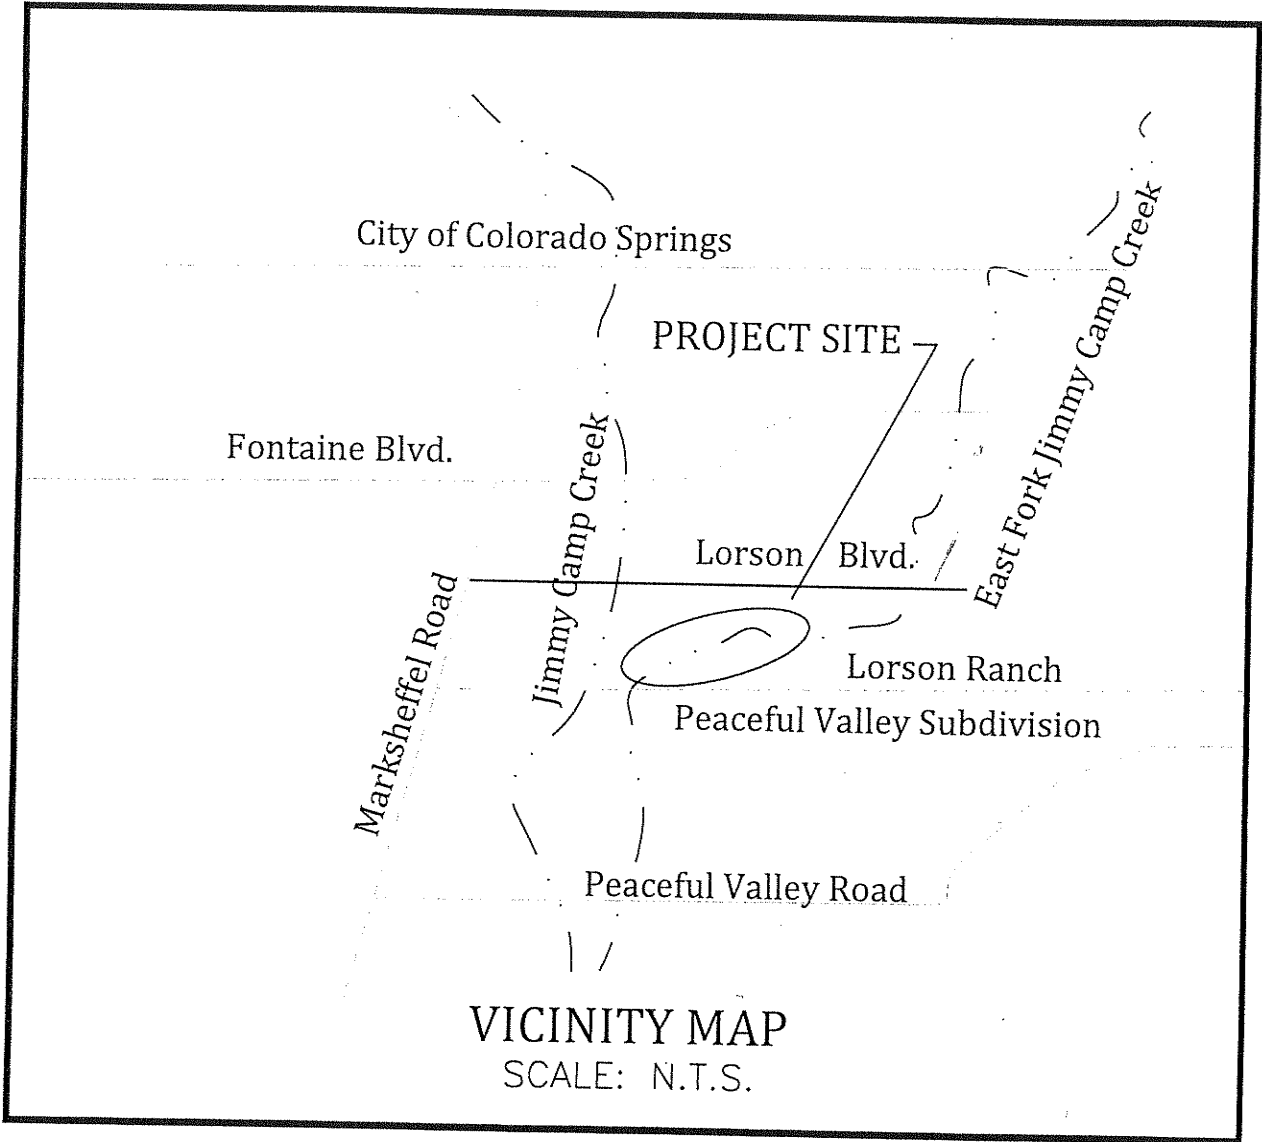 City of Colorado Springs
PROJECT SITE
East Fork Jimmy Camp Creek
Fontaine Blvd.
Jimmy Camp Creek
Lorson Blvd.
Marksheffel Road
Lorson Ranch
Peaceful Valley Subdivision
Peaceful Valley Road
VICINITY MAP
SCALE: N.T.S.